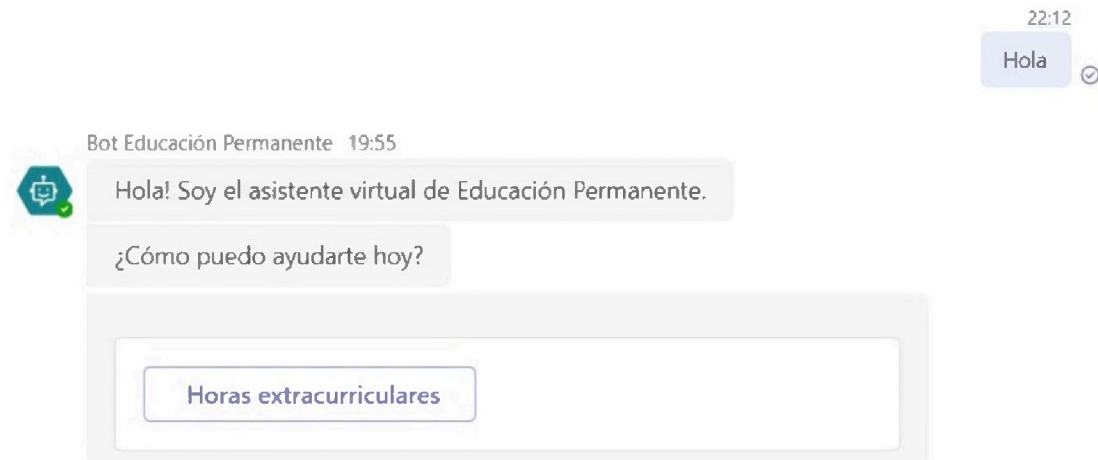 22:12
Hola
Bot Educación Permanente 19:55
Hola! Soy el asistente virtual de Educación Permanente.
¿Cómo puedo ayudarte hoy?
Horas extracurriculares